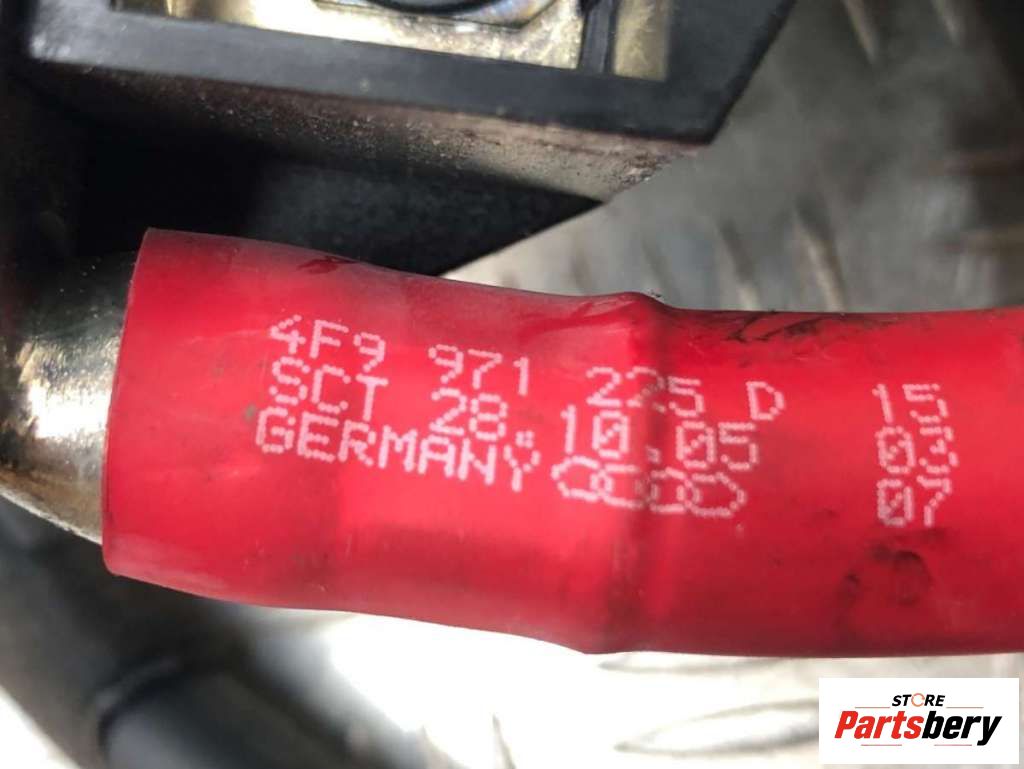 4F9 971 225 D 15
SCT 28.10.05 03
GERMANY 07
STORE
Partsbery